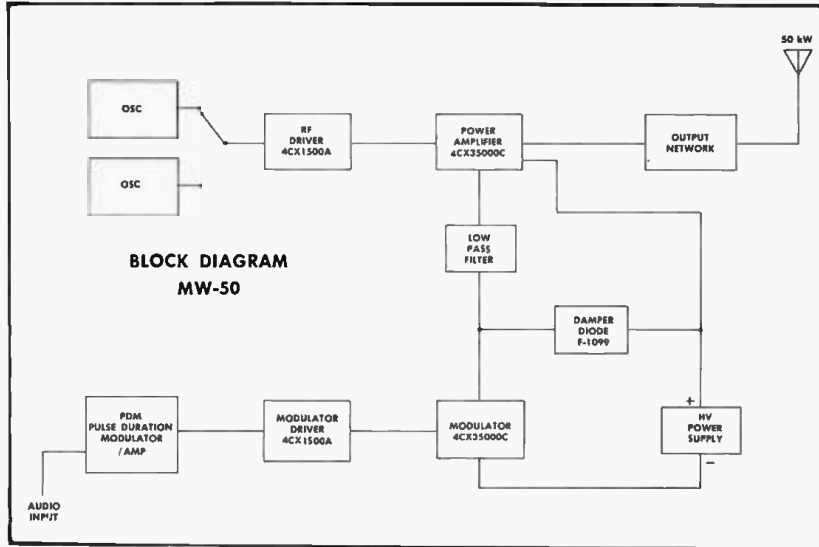 50 kW
OSC
RF
DRIVER
4CX1500A
POWER
AMPLIFIER
4CX35000C
OUTPUT
NETWORK
OSC
LOW
PASS
FILTER
BLOCK DIAGRAM
MW-50
DAMPER
DIODE
F-1099
PDM
PULSE DURATION
MODULATOR
/AMP
MODULATOR
DRIVER
4CX1500A
MODULATOR
4CX35000C
+
HV
POWER
SUPPLY
−
AUDIO
INPUT